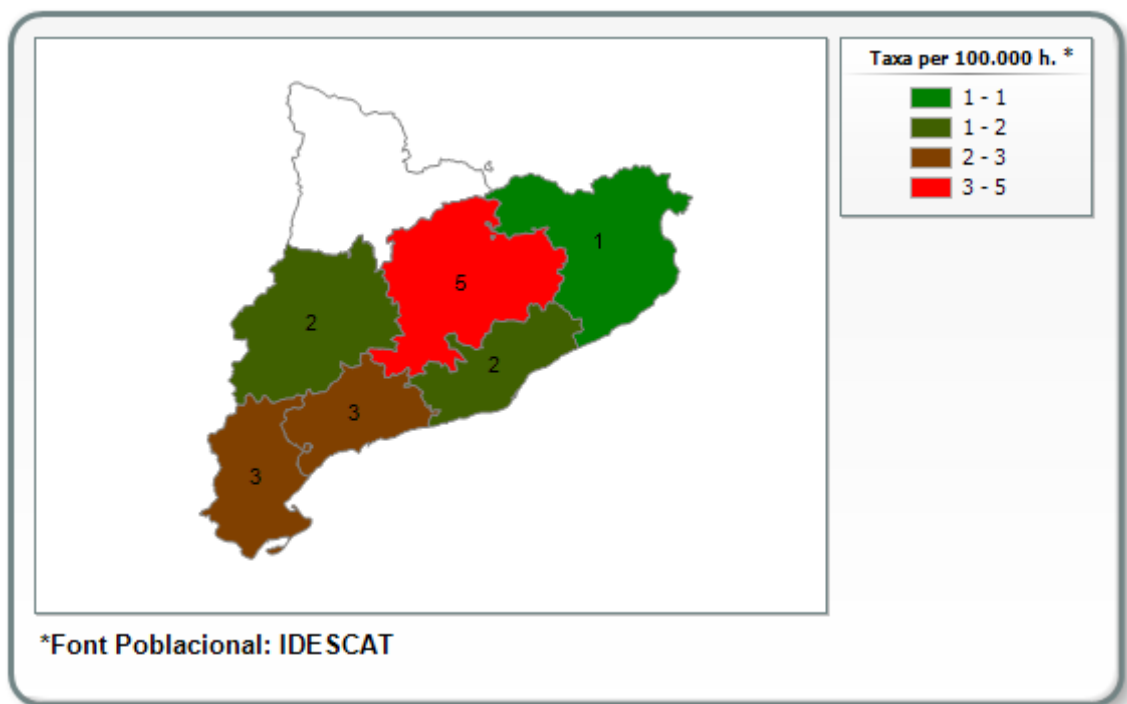 Taxa per 100.000 h. *
1 - 1
1 - 2
2 - 3
3 - 5
1
5
2
2
3
3
*Font Poblacional: IDESCAT